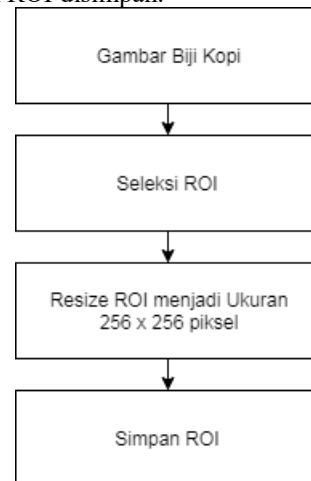 ROI disimpan.
Gambar Biji Kopi
Seleksi ROI
Resize ROI menjadi Ukuran
256 x 256 piksel
Simpan ROI